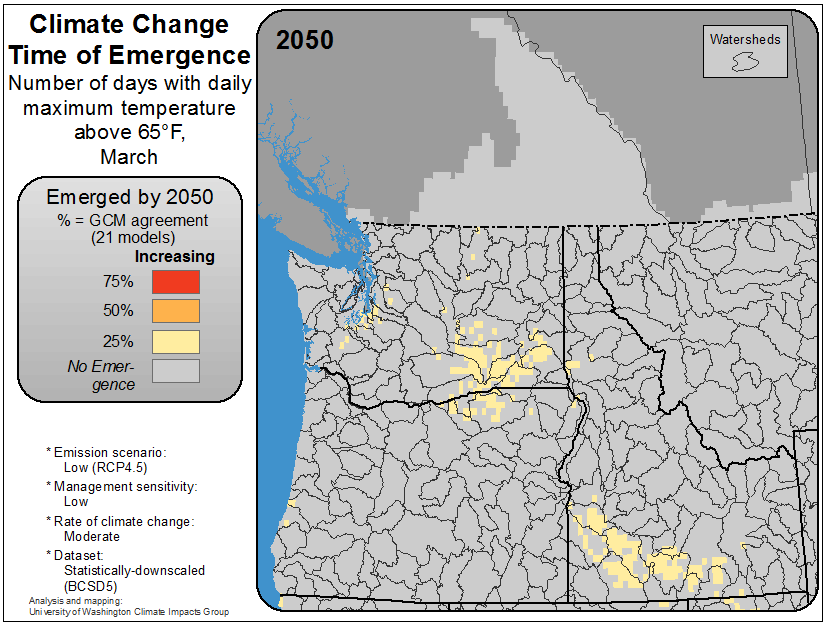 Climate Change
Time of Emergence
Number of days with daily
maximum temperature
above 65°F,
March
Emerged by 2050
% = GCM agreement
(21 models)
Increasing
75%
50%
25%
No Emer-
gence
* Emission scenario:
Low (RCP4.5)
* Management sensitivity:
Low
* Rate of climate change:
Moderate
* Dataset:
Statistically-downscaled
(BCSD5)
Analysis and mapping:
University of Washington Climate Impacts Group
2050
Watersheds